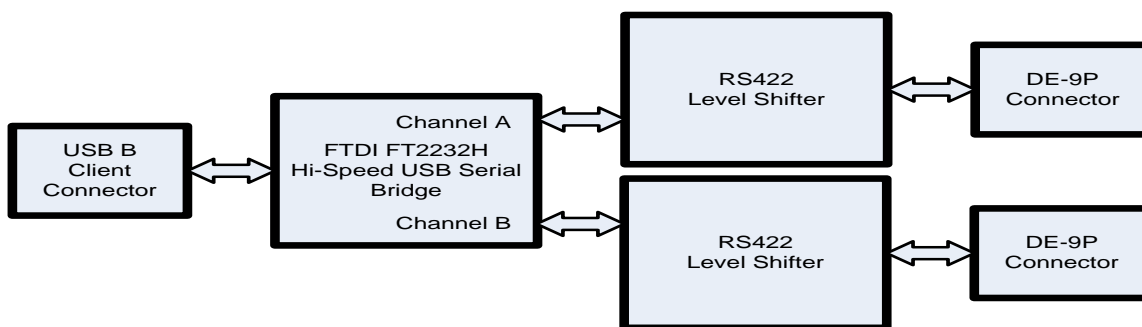 USB B
Client
Connector
Channel A
FTDI FT2232H
Hi-Speed USB Serial
Bridge
Channel B
RS422
Level Shifter
DE-9P
Connector
RS422
Level Shifter
DE-9P
Connector